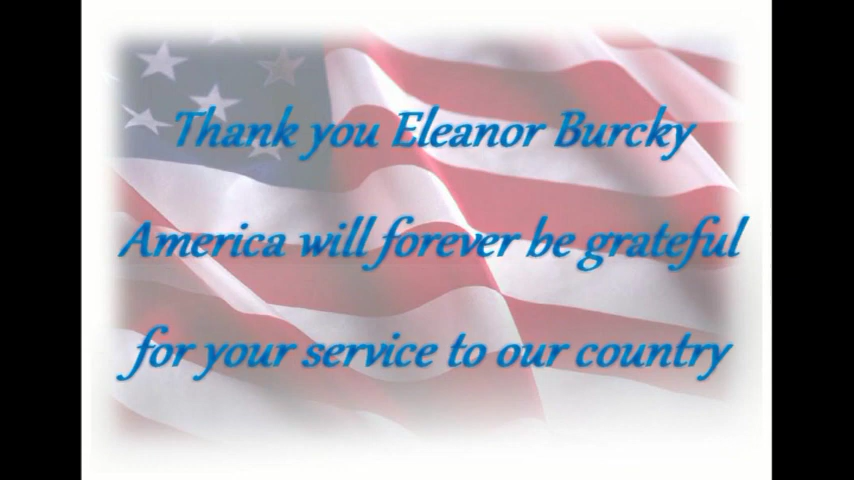 Thank you Eleanor Burcky
America will forever be grateful
for your service to our country